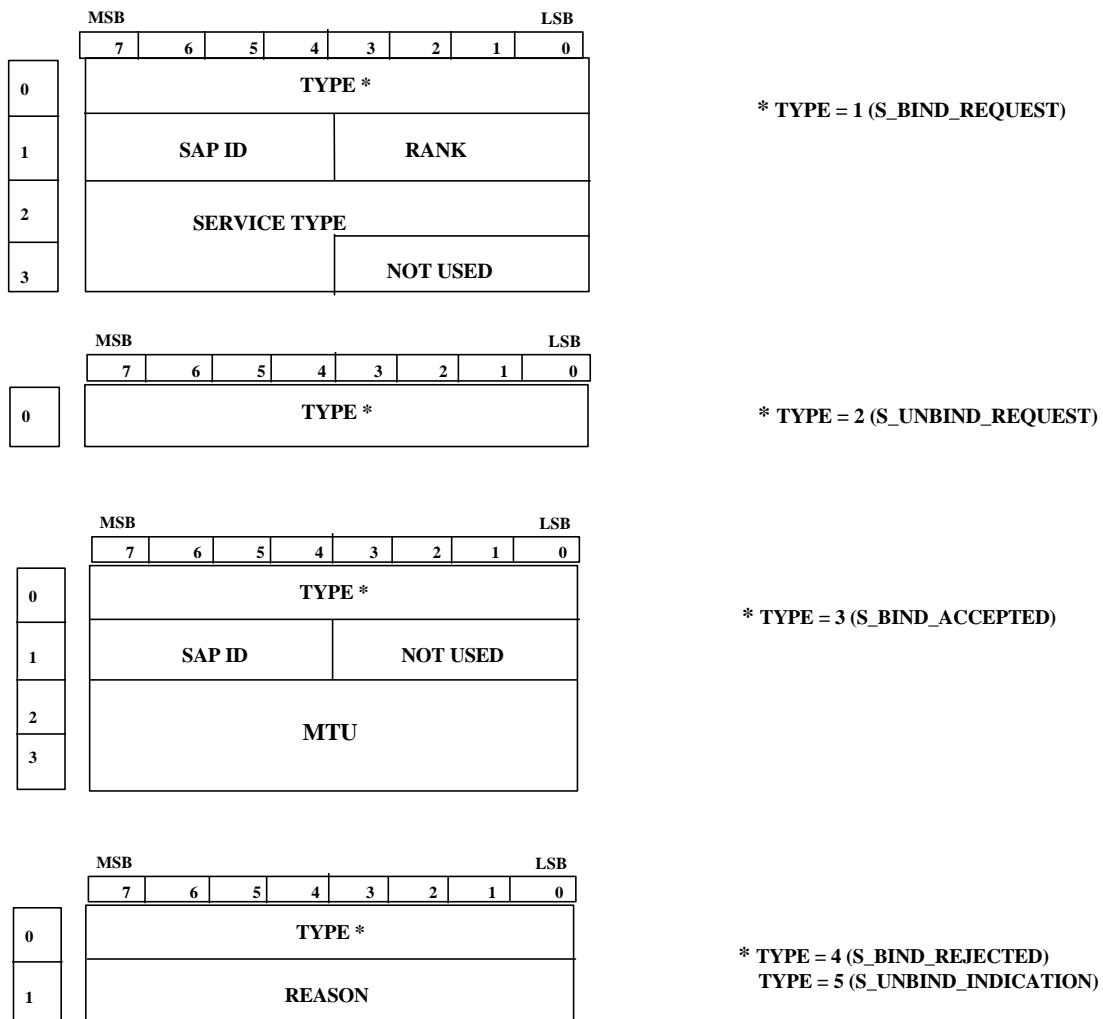 MSB LSB
7 6 5 4 3 2 1 0
0 TYPE * * TYPE = 1 (S_BIND_REQUEST)
1 SAP ID RANK
2 SERVICE TYPE
3 NOT USED
MSB LSB
7 6 5 4 3 2 1 0
0 TYPE * * TYPE = 2 (S_UNBIND_REQUEST)
MSB LSB
7 6 5 4 3 2 1 0
0 TYPE * * TYPE = 3 (S_BIND_ACCEPTED)
1 SAP ID NOT USED
2
MTU
3
MSB LSB
7 6 5 4 3 2 1 0
0 TYPE * * TYPE = 4 (S_BIND_REJECTED)
TYPE = 5 (S_UNBIND_INDICATION)
1 REASON